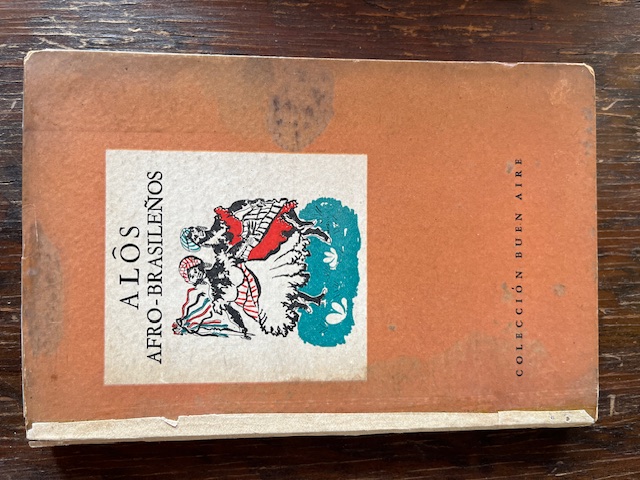 ALÔS
AFRO-BRASILEÑOS
COLECCIÓN BUEN AIRE